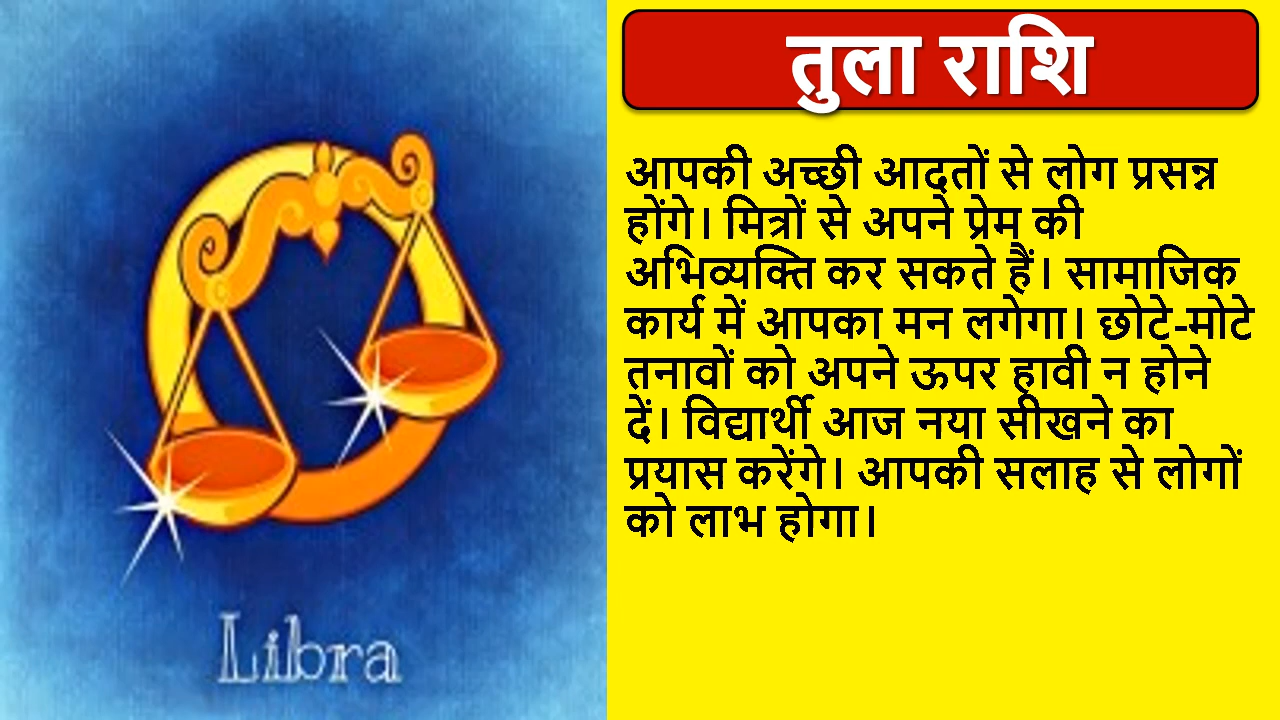 तुला राशि
आपकी अच्छी आदतों से लोग प्रसन्न
होंगे। मित्रों से अपने प्रेम की
अभिव्यक्ति कर सकते हैं। सामाजिक
कार्य में आपका मन लगेगा। छोटे-मोटे
तनावों को अपने ऊपर हावी न होने
दें। विद्यार्थी आज नया सीखने का
प्रयास करेंगे। आपकी सलाह से लोगों
को लाभ होगा।
Libra